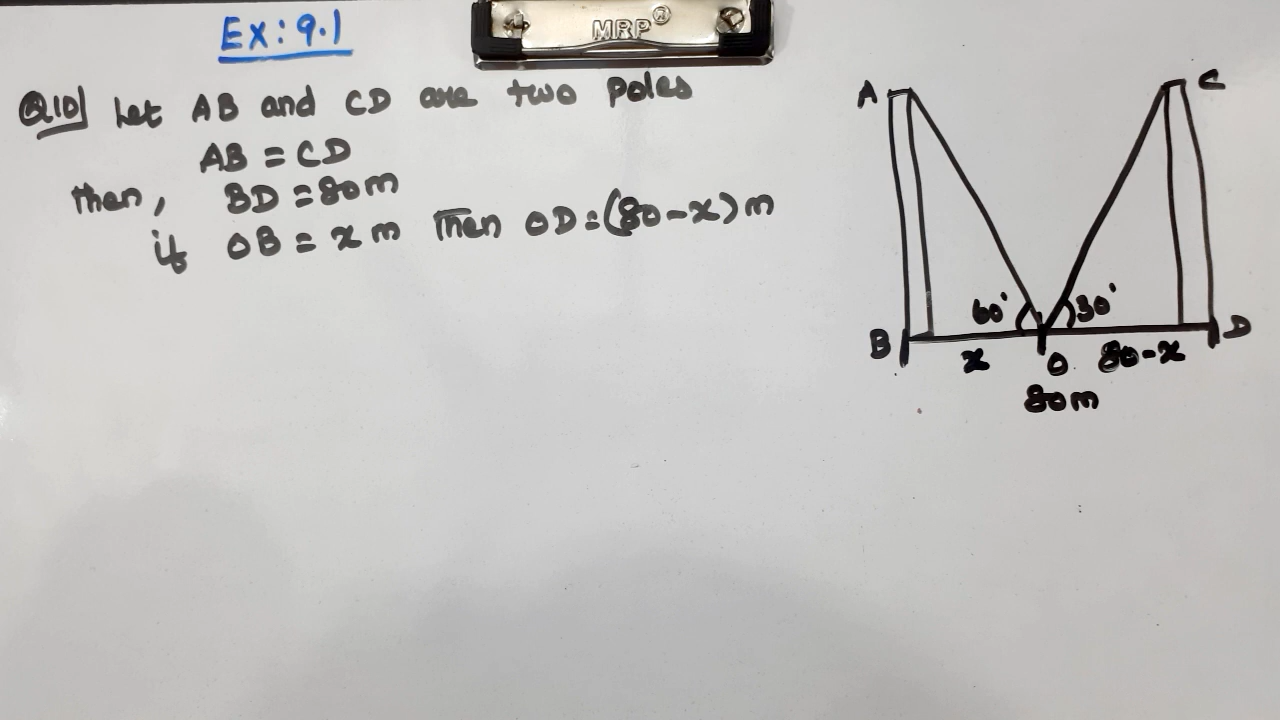 Ex: 9.1
MRP®
Q10) Let AB and CD are two poles
AB = CD
then, BD = 80m
if OB = x m Then OD = (80-x) m
A
C
60°
30°
B
x
O
80-x
D
80m